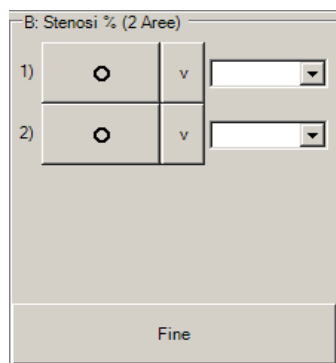 B: Stenosi % (2 Aree)
1) v
2) v
Fine